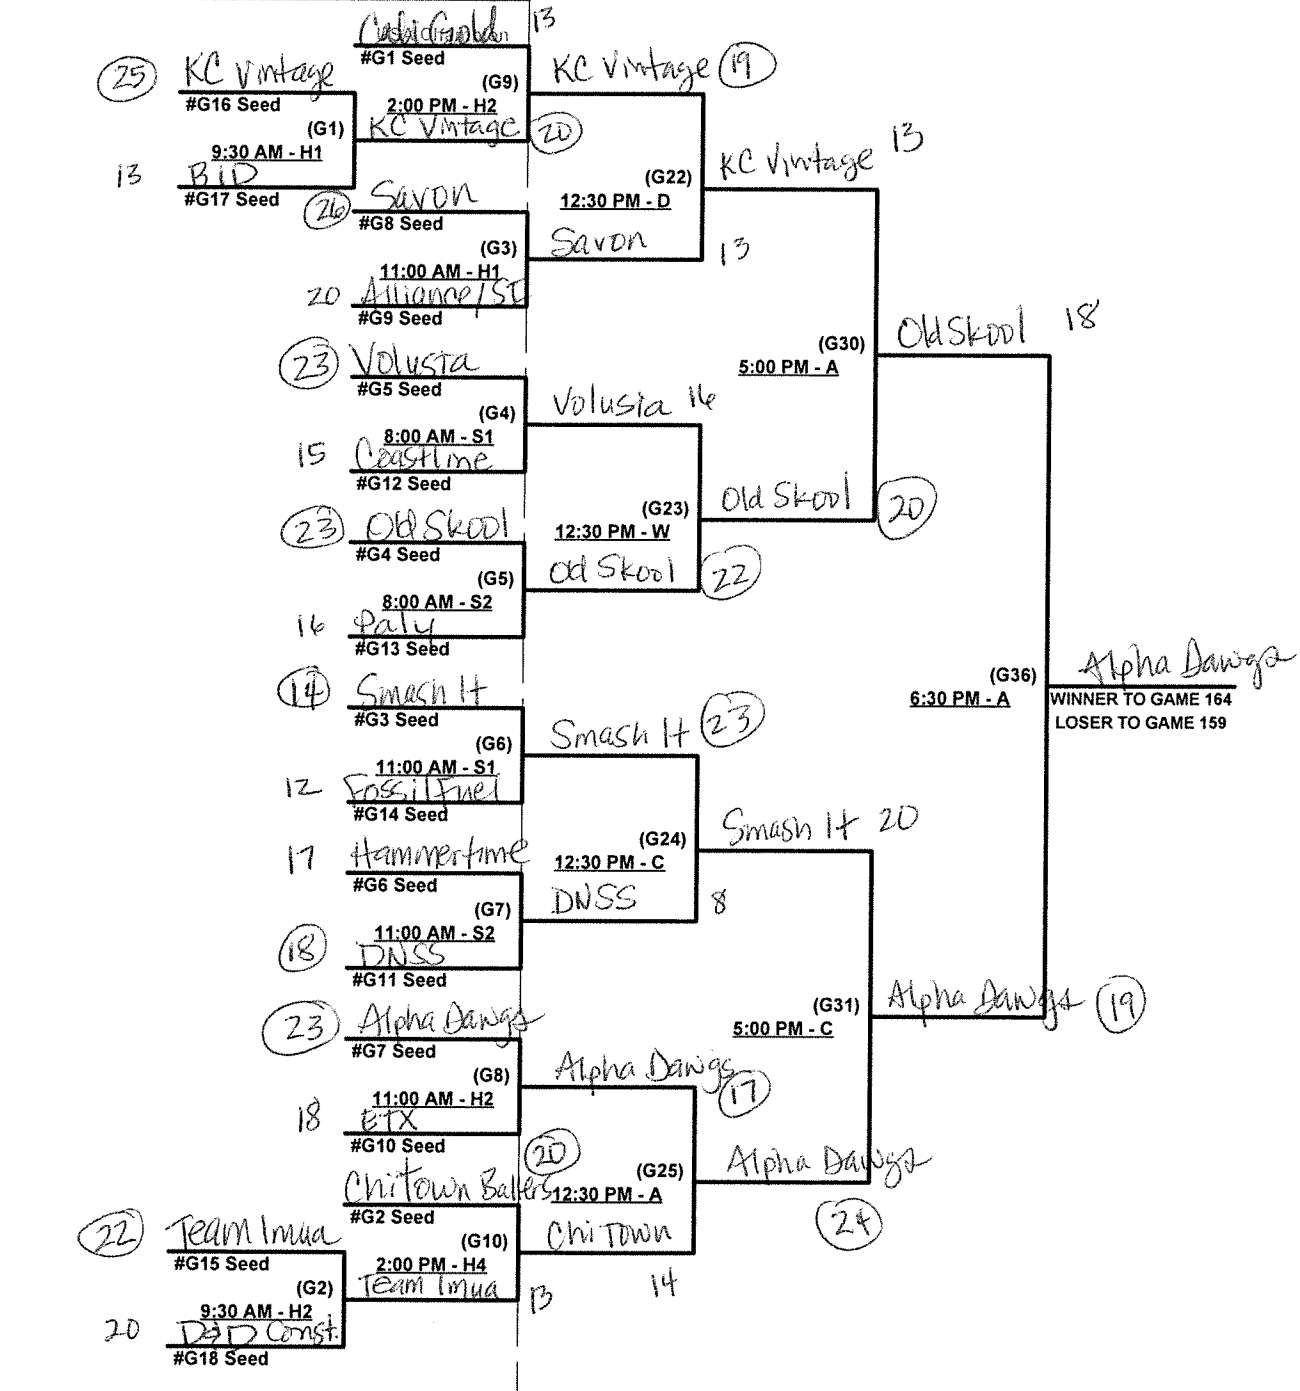 13
#G1 Seed
25 KC Vintage
#G16 Seed
(G9)
2:00 PM - H2
KC Vintage 19
(G1)
9:30 AM - H1
KC Vintage 20
13 BID
#G17 Seed
KC Vintage 13
(G22)
12:30 PM - D
26 Savon
#G8 Seed
(G3)
11:00 AM - H1
Savon 13
20 Alliance/SI
#G9 Seed
Old Skool 18
(G30)
5:00 PM - A
23 Volusia
#G5 Seed
(G4)
8:00 AM - S1
Volusia 16
15 Coastline
#G12 Seed
Old Skool 20
(G23)
12:30 PM - W
23 Old Skool
#G4 Seed
(G5)
8:00 AM - S2
Old Skool 22
16 Paly
#G13 Seed
Alpha Dawgs
(G36)
6:30 PM - A
WINNER TO GAME 164
LOSER TO GAME 159
14 Smash It
#G3 Seed
(G6)
11:00 AM - S1
Smash It 23
12 Fossil Fuel
#G14 Seed
Smash It 20
(G24)
12:30 PM - C
17 Hammertime
#G6 Seed
(G7)
11:00 AM - S2
DNSS 8
18 DNSS
#G11 Seed
Alpha Dawgs 19
(G31)
5:00 PM - C
23 Alpha Dawgs
#G7 Seed
(G8)
11:00 AM - H2
Alpha Dawgs 17
18 ETX
#G10 Seed
Alpha Dawgs 24
(G25)
12:30 PM - A
Chitown Ballers 20
#G2 Seed
(G10)
2:00 PM - H4
Chitown 14
22 Team Imua
#G15 Seed
(G2)
9:30 AM - H2
Team Imua 13
20 D&D Const.
#G18 Seed